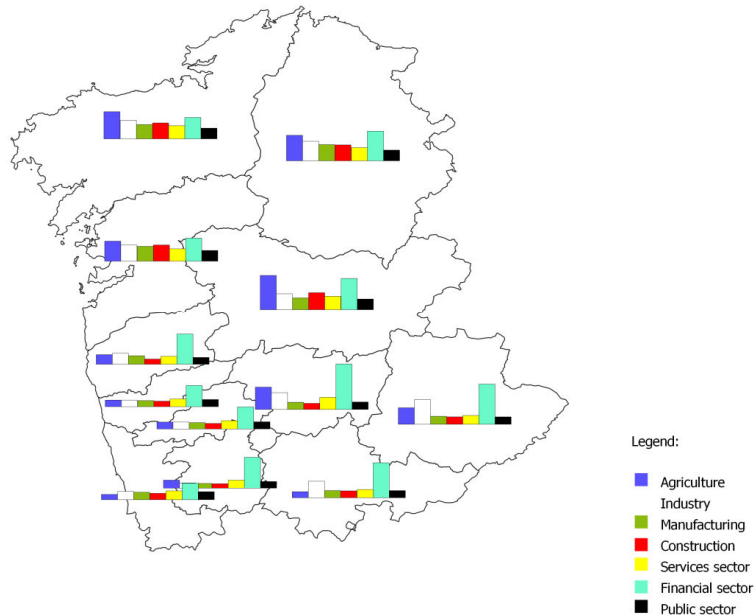 Legend:
Agriculture
Industry
Manufacturing
Construction
Services sector
Financial sector
Public sector